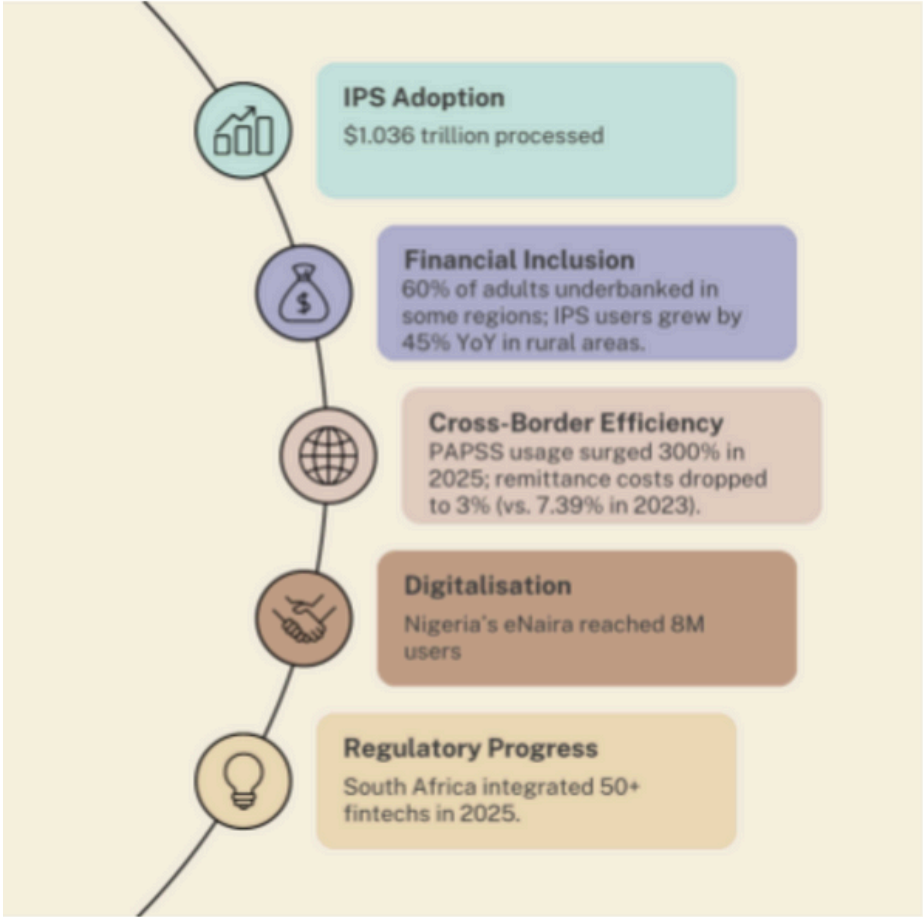 IPS Adoption
$1.036 trillion processed
Financial Inclusion
60% of adults underbanked in
some regions; IPS users grew by
45% YoY in rural areas.
Cross-Border Efficiency
PAPSS usage surged 300% in
2025; remittance costs dropped
to 3% (vs. 7.39% in 2023).
Digitalisation
Nigeria's eNaira reached 8M
users
Regulatory Progress
South Africa integrated 50+
fintechs in 2025.